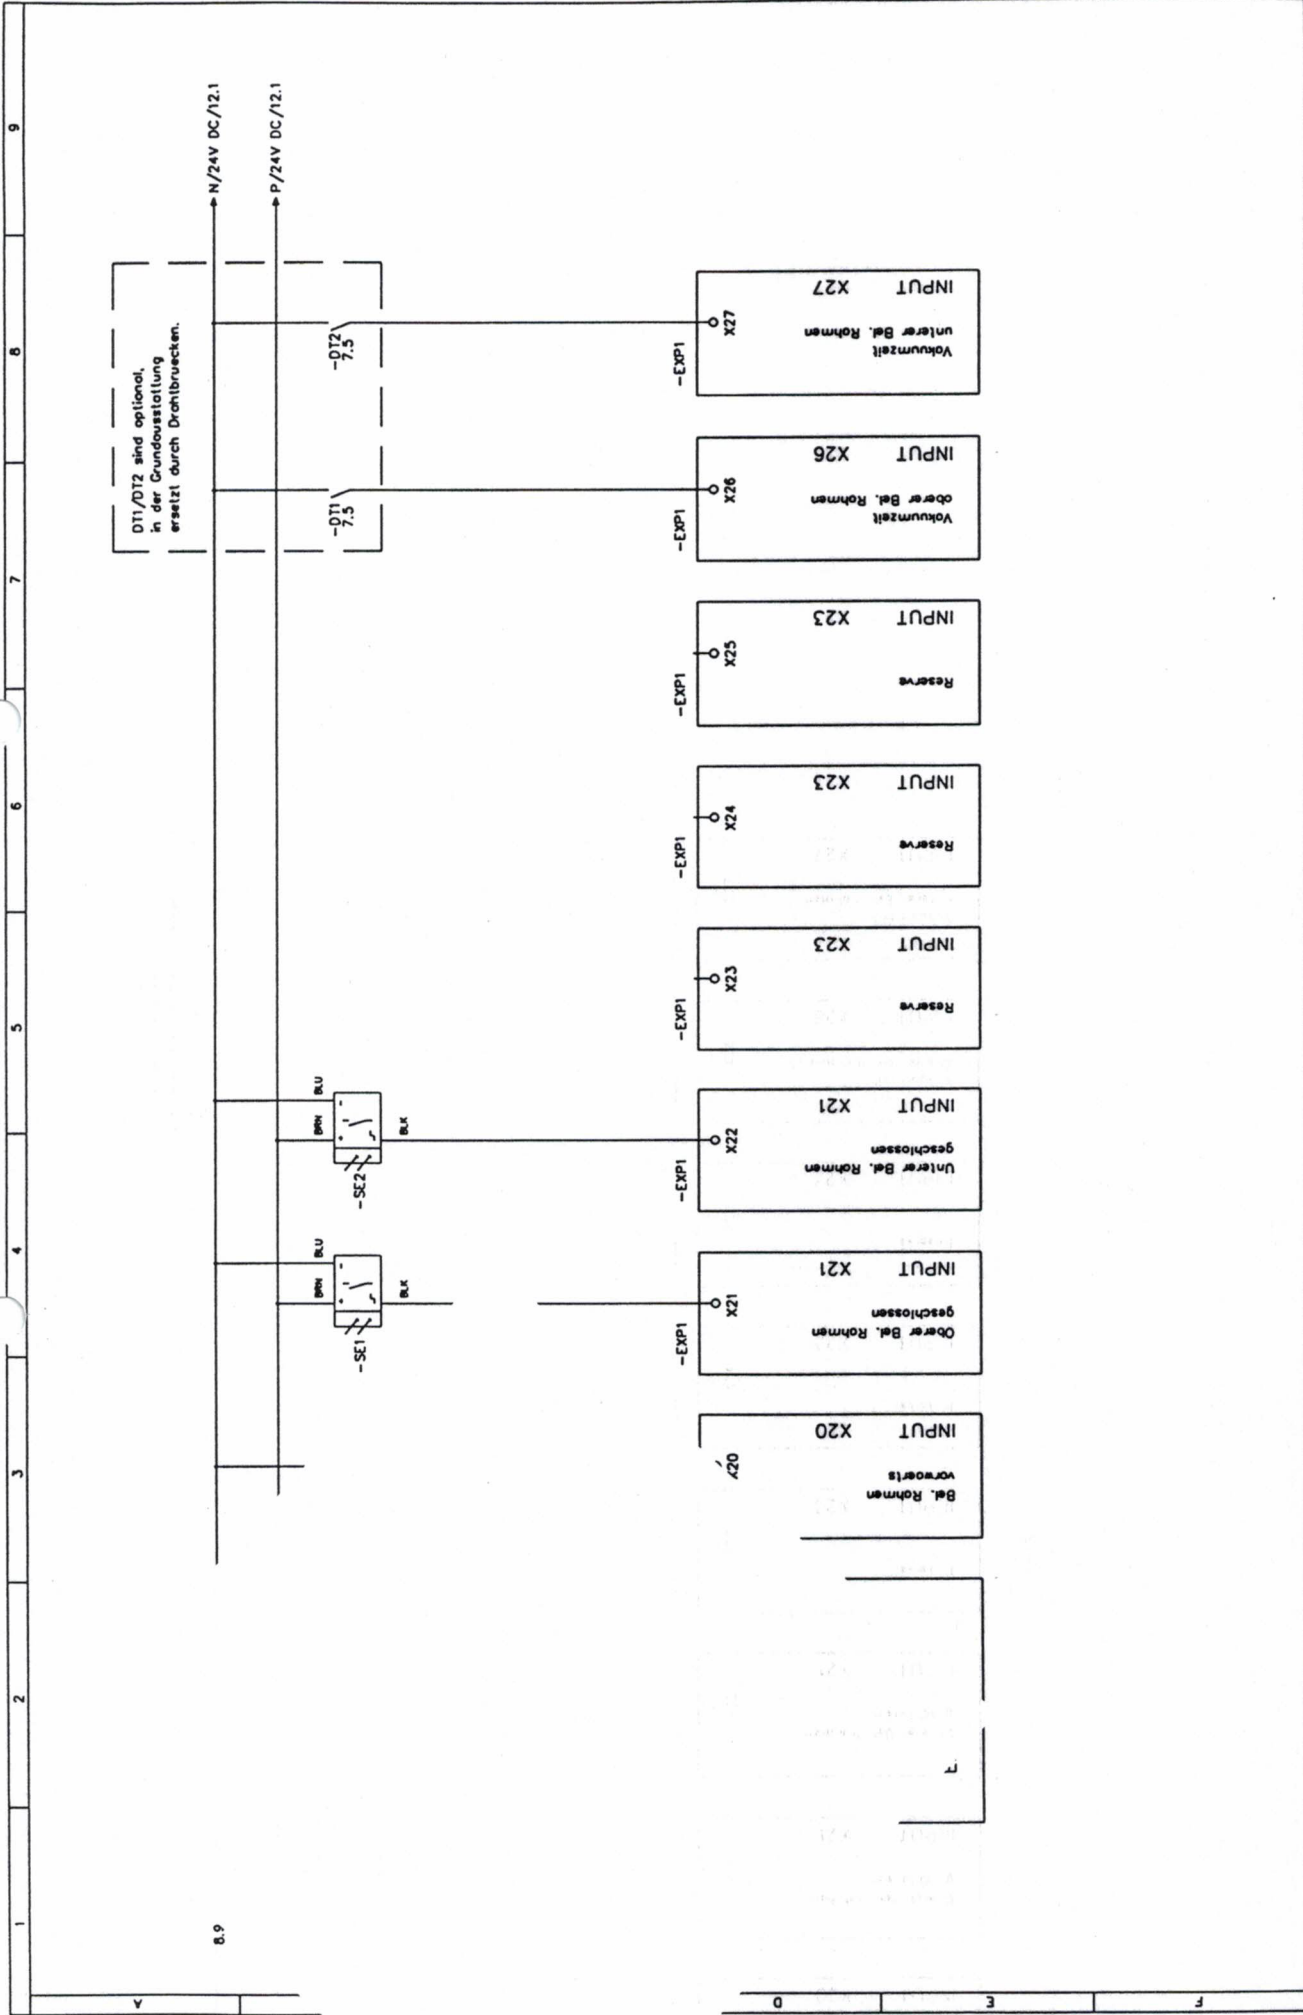 1
2
3
4
5
6
7
8
9
A
D
E
F
8.9
N/24V DC/12.1
P/24V DC/12.1
DT1/DT2 sind optional,
in der Grundausstattung
ersetzt durch Drahtbruecken.
-DT1
7.5
-DT2
7.5
-SE1
BRN
BLU
+
-
BLK
-SE2
BRN
BLU
+
-
BLK
X20
INPUT X20
Bel. Rahmen
vorwaerts
-EXP1
X21
INPUT X21
Oberer Bel. Rahmen
geschlossen
-EXP1
X22
INPUT X21
Unterer Bel. Rahmen
geschlossen
-EXP1
X23
INPUT X23
Reserve
-EXP1
X24
INPUT X23
Reserve
-EXP1
X25
INPUT X23
Reserve
-EXP1
X26
INPUT X26
Vakuumzeit
oberer Bel. Rahmen
-EXP1
X27
INPUT X27
Vakuumzeit
unterer Bel. Rahmen